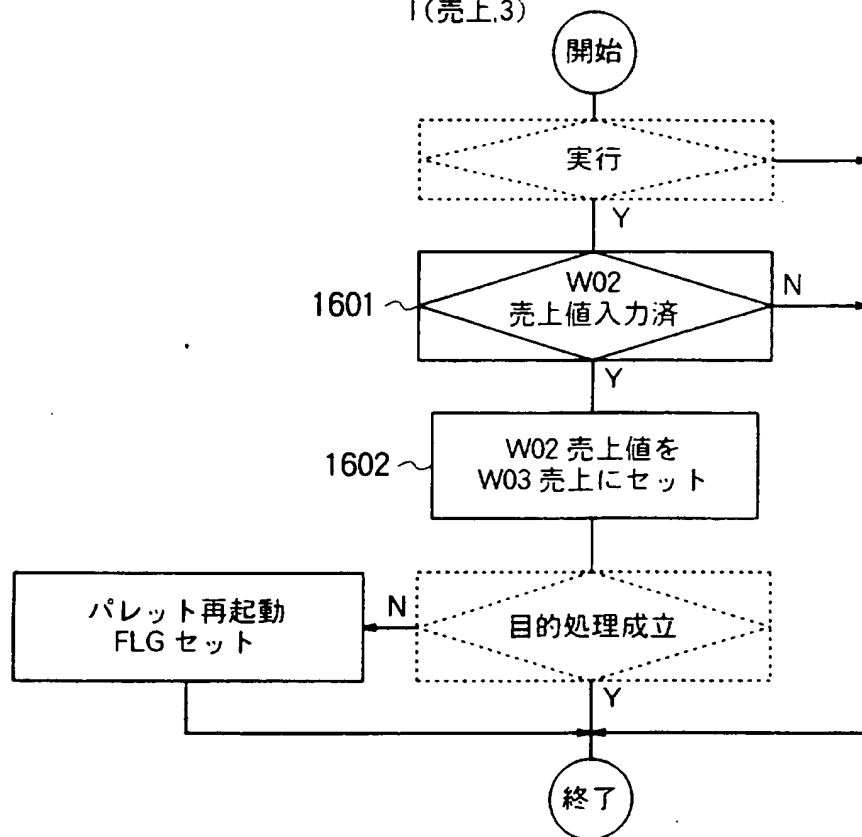 I(売上,3)
開始
実行
Y
1601
W02
売上値入力済
N
Y
1602
W02 売上値を
W03 売上にセット
パレット再起動
FLG セット
N
目的処理成立
Y
終了